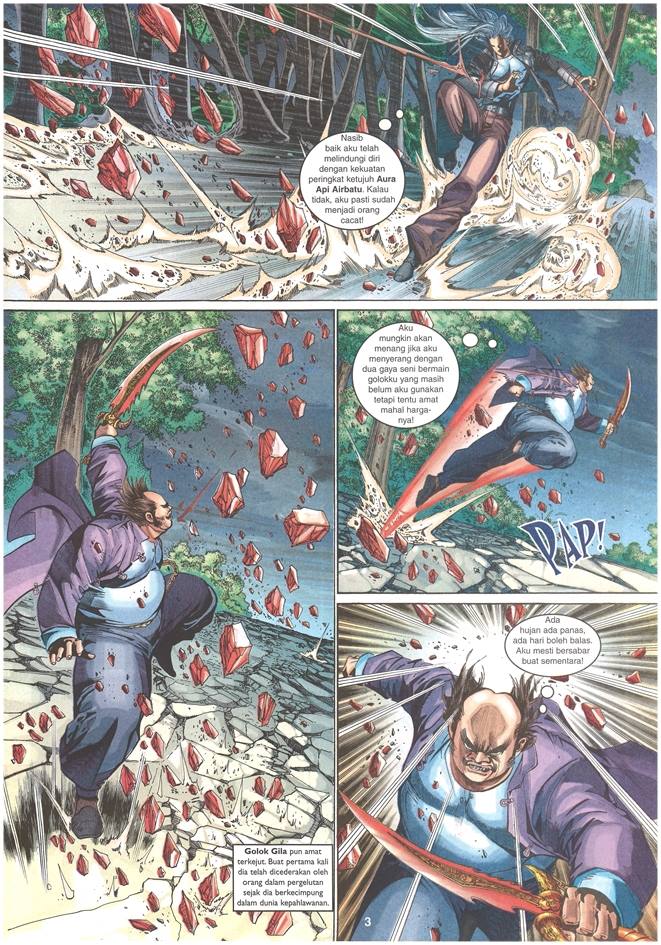 Nasib
baik aku telah
melindungi diri
dengan kekuatan
peringkat ketujuh Aura
Api Airbatu. Kalau
tidak, aku pasti sudah
menjadi orang
cacat!
Golok Gila pun amat
terkejut. Buat pertama kali
dia telah dicederakan oleh
orang dalam pergelutan
sejak dia berkecimpung
dalam dunia kepahlawanan.
Aku
mungkin akan
menang jika aku
menyerang dengan
dua gaya seni bermain
golokku yang masih
belum aku gunakan
tetapi tentu amat
mahal harga-
nya!
PAP!
Ada
hujan ada panas,
ada hari boleh balas.
Aku mesti bersabar
buat sementara!
3